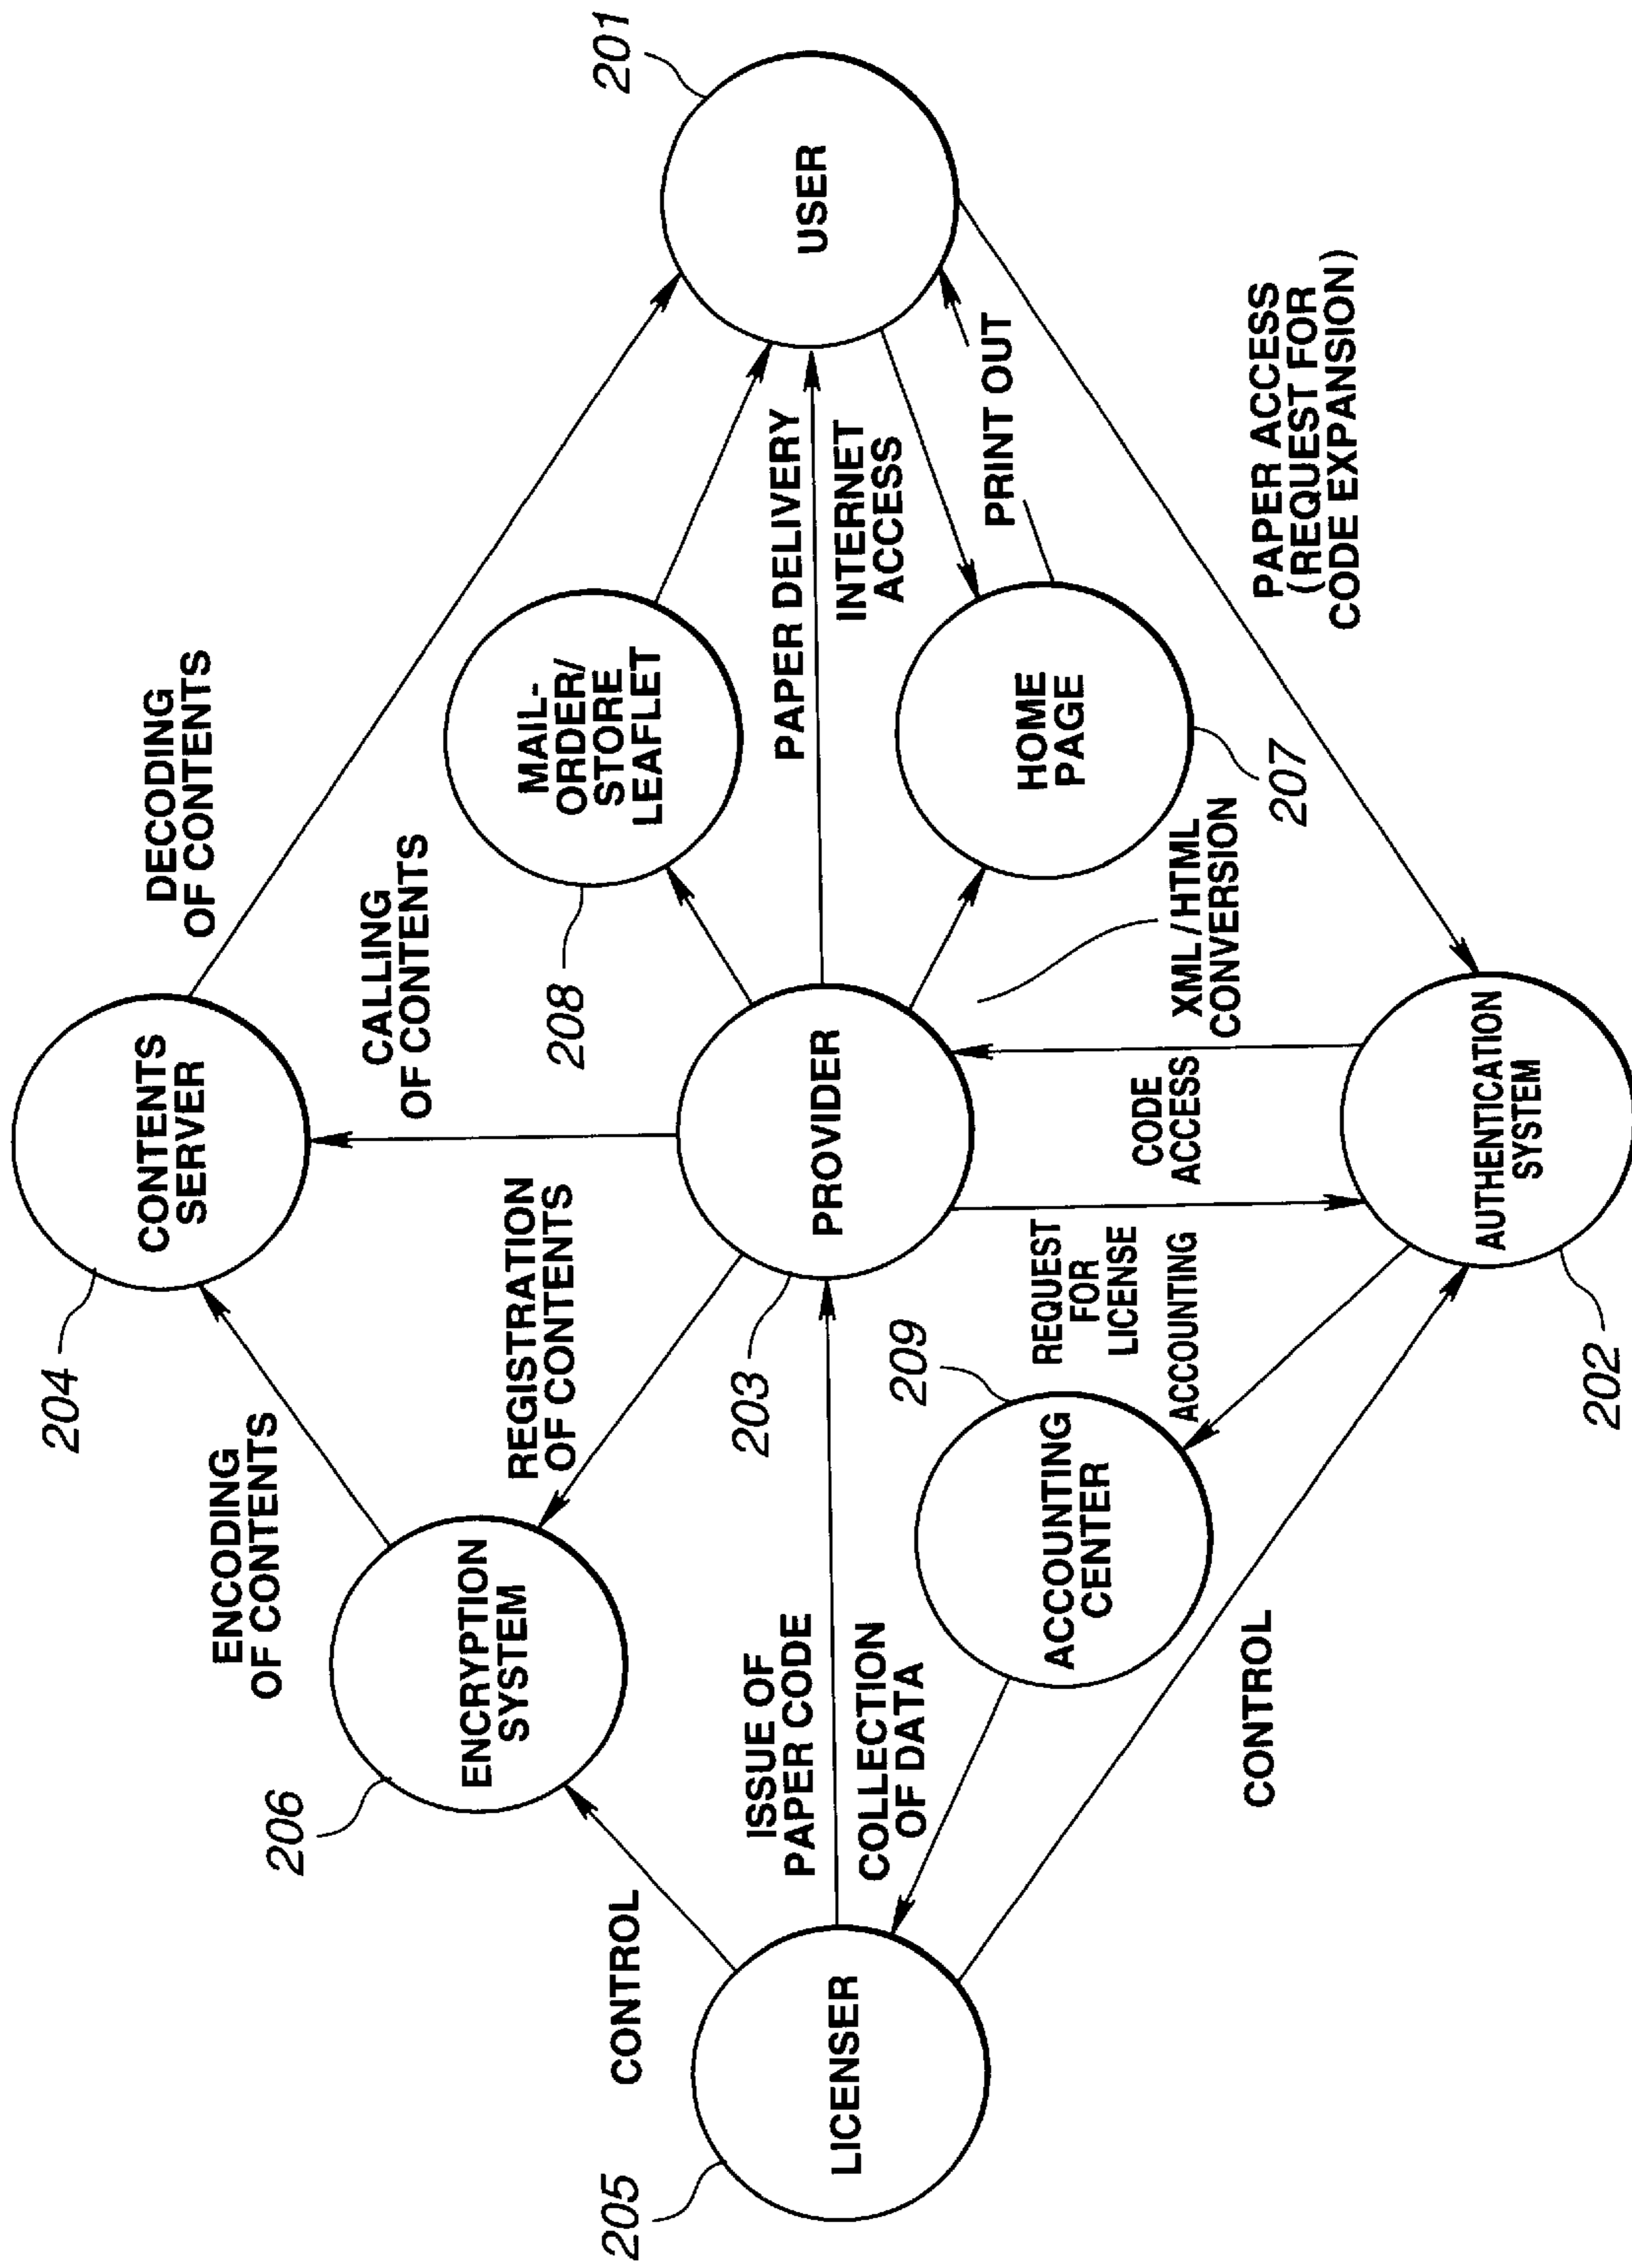 204
CONTENTS
SERVER
DECODING
OF CONTENTS
ENCODING
OF CONTENTS
CALLING
OF CONTENTS
206
ENCRYPTION
SYSTEM
REGISTRATION
OF CONTENTS
208
MAIL-
ORDER/
STORE
LEAFLET
201
USER
CONTROL
205
LICENSER
ISSUE OF
PAPER CODE
203
PROVIDER
PAPER DELIVERY
INTERNET
ACCESS
COLLECTION
OF DATA
209
ACCOUNTING
CENTER
REQUEST
FOR
LICENSE
ACCOUNTING
CODE
ACCESS
XML/HTML
CONVERSION
HOME
PAGE
207
PRINT OUT
PAPER ACCESS
(REQUEST FOR
CODE EXPANSION)
CONTROL
AUTHENTICATION
SYSTEM
202